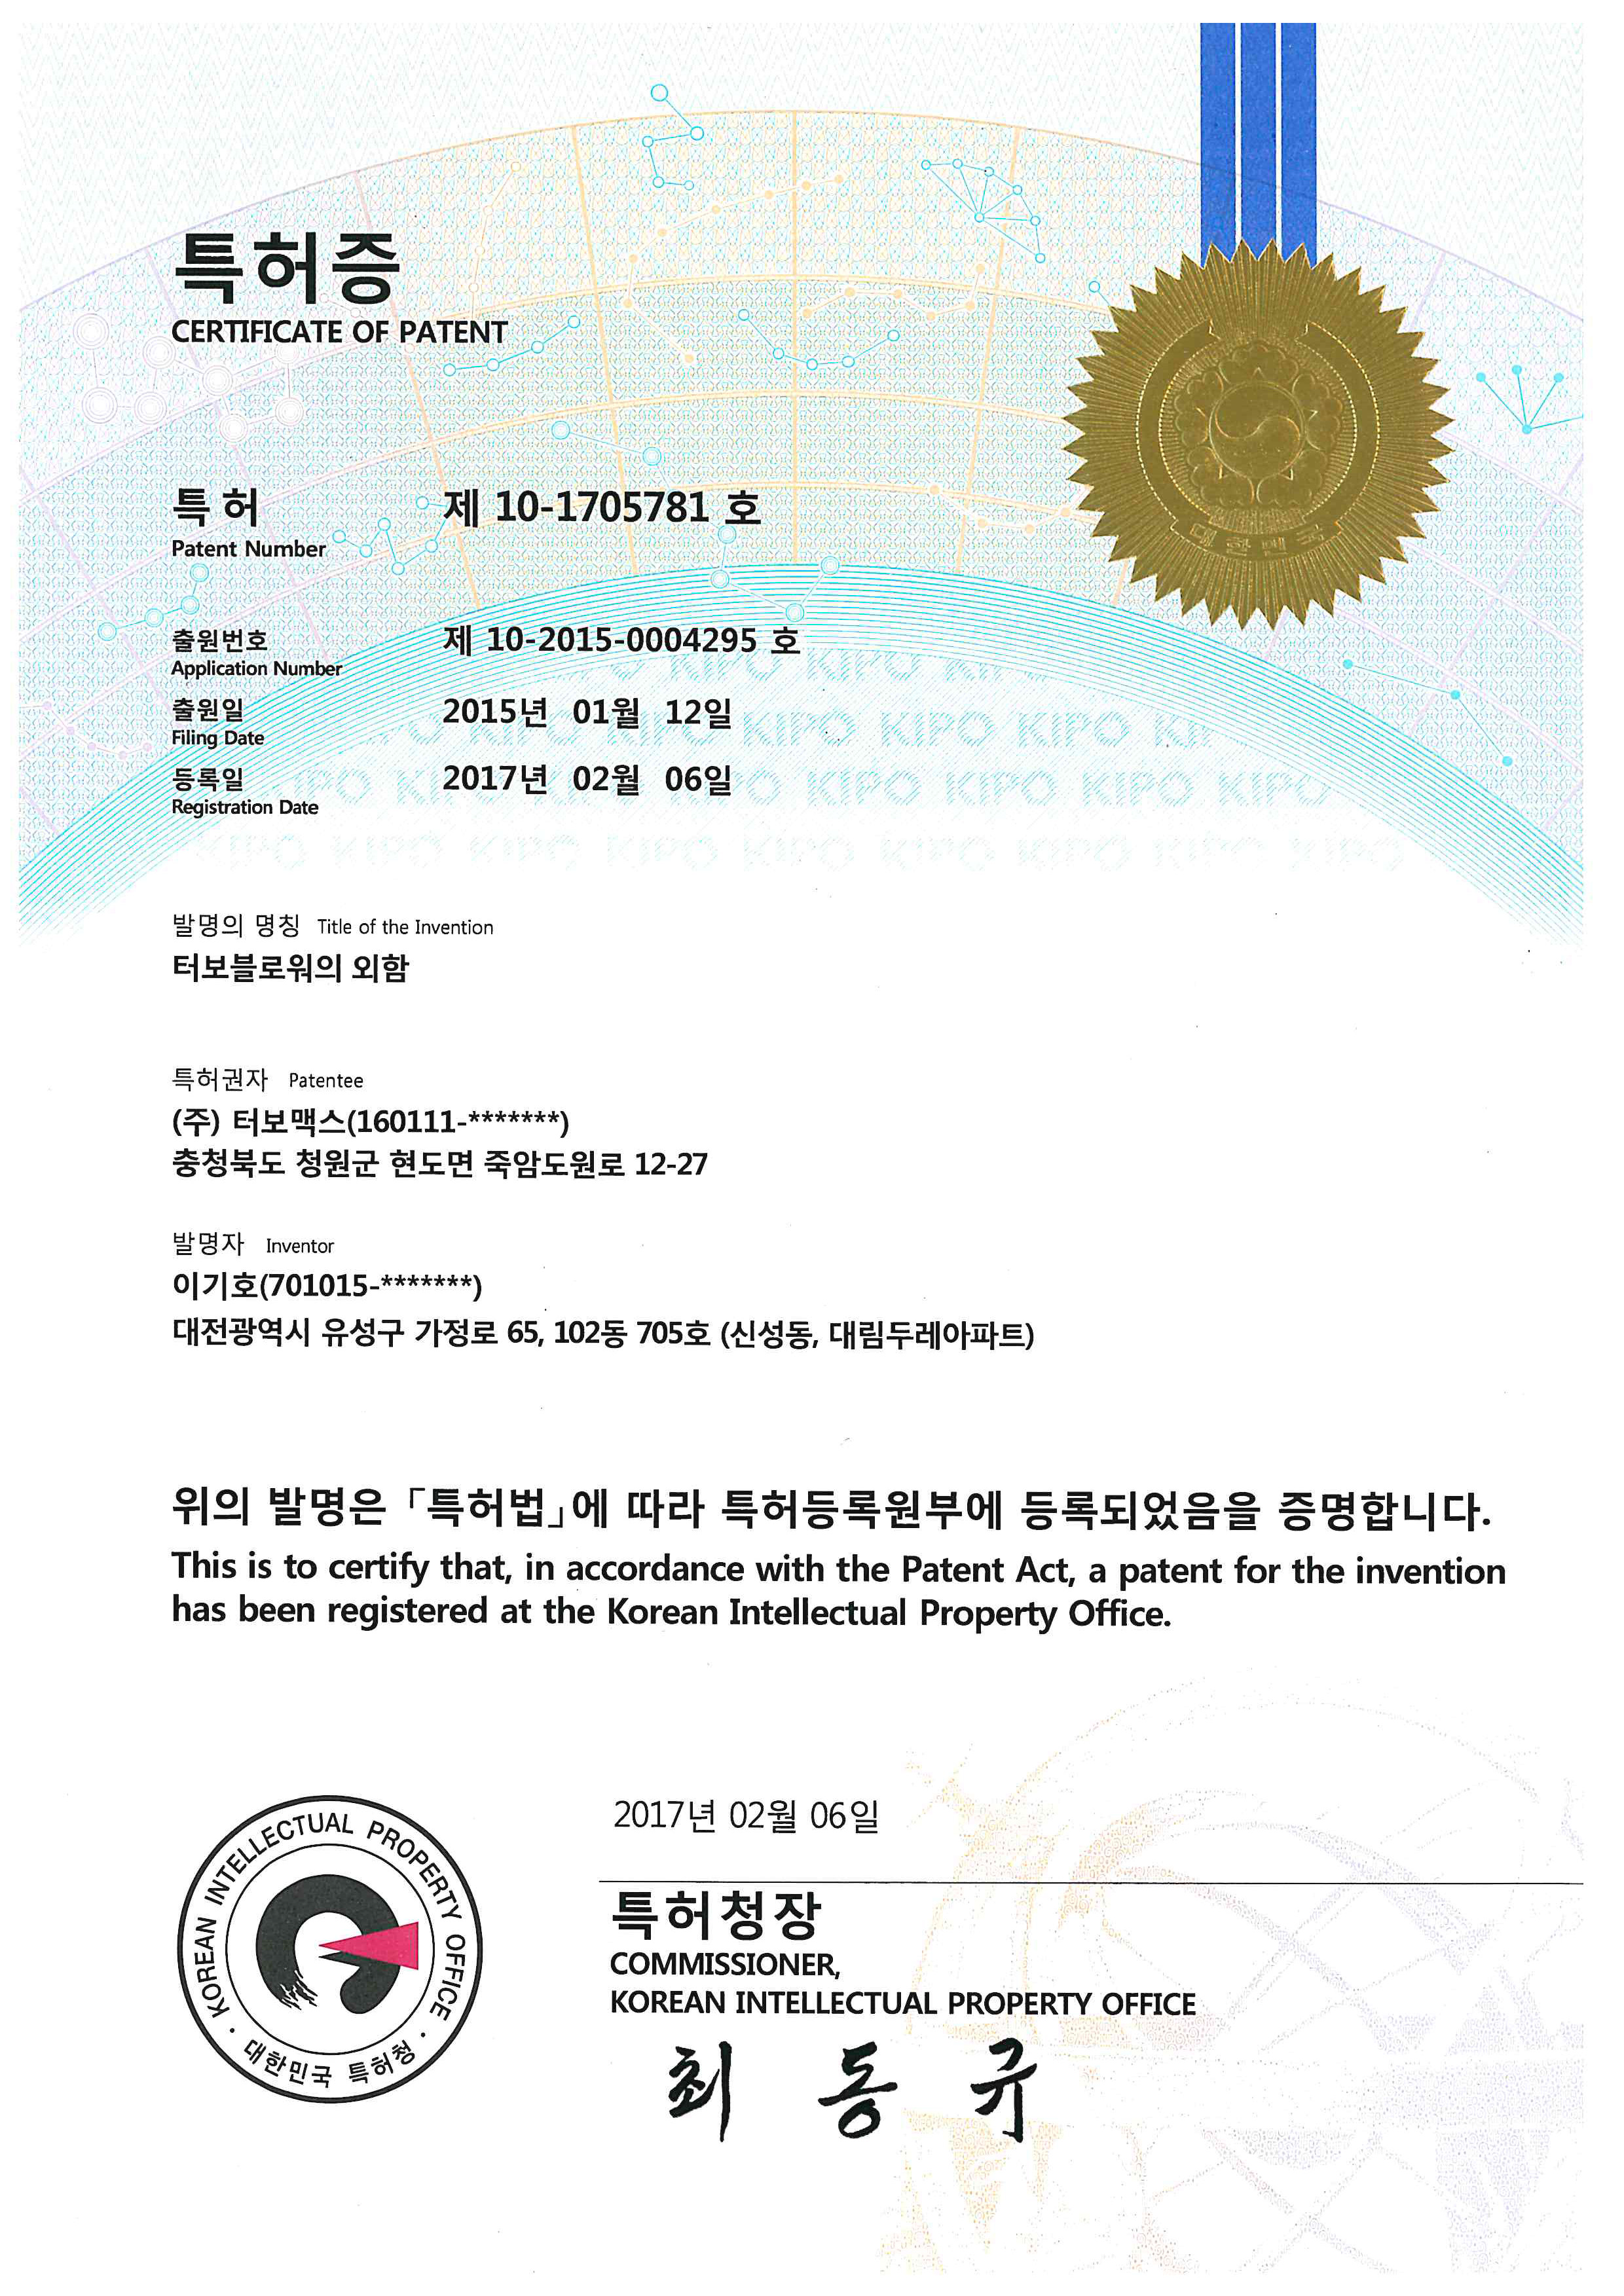 특허증
CERTIFICATE OF PATENT
특허 제 10-1705781 호
Patent Number
출원번호 제 10-2015-0004295 호
Application Number
출원일 2015년 01월 12일
Filing Date
등록일 2017년 02월 06일
Registration Date
KIPO KIPO KIPO KIPO KIPO KIPO
발명의 명칭 Title of the Invention
터보블로워의 외함
특허권자 Patentee
(주) 터보맥스(160111-*******)
충청북도 청원군 현도면 죽암도원로 12-27
발명자 Inventor
이기호(701015-*******)
대전광역시 유성구 가정로 65, 102동 705호 (신성동, 대림두레아파트)
위의 발명은 「특허법」에 따라 특허등록원부에 등록되었음을 증명합니다.
This is to certify that, in accordance with the Patent Act, a patent for the invention
has been registered at the Korean Intellectual Property Office.
2017년 02월 06일
특허청장
COMMISSIONER,
KOREAN INTELLECTUAL PROPERTY OFFICE
최 동 규
KOREAN INTELLECTUAL PROPERTY OFFICE
대한민국 특허청
대한민국